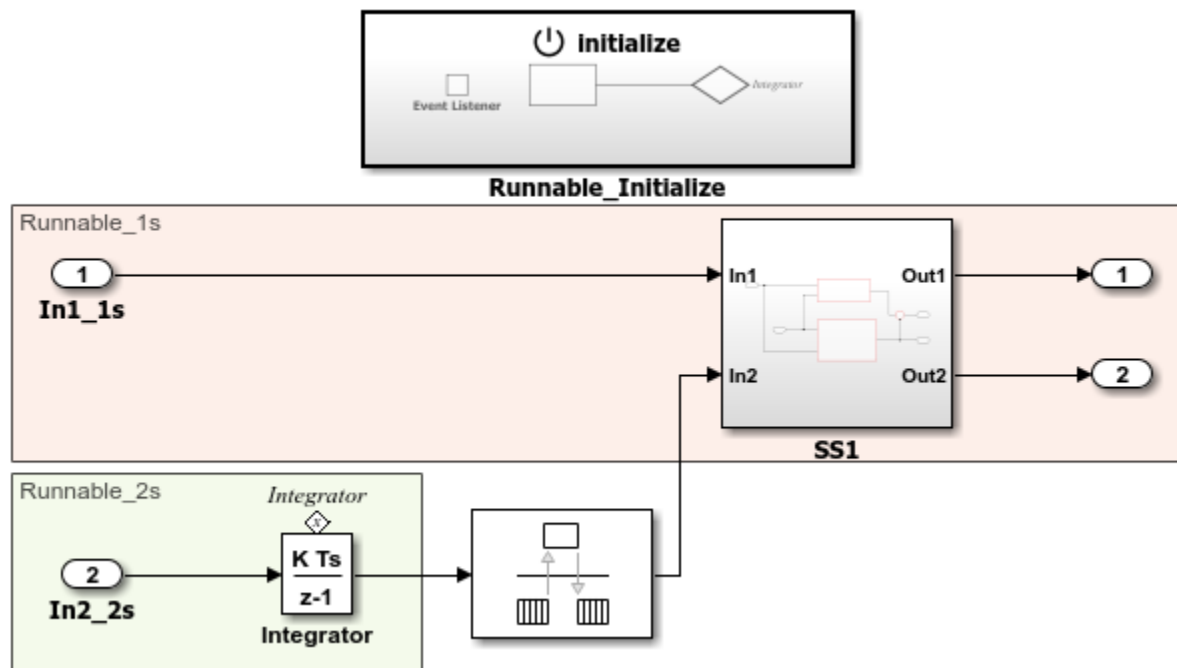 initialize
Event Listener
Integrator
Runnable_Initialize
Runnable_1s
1
In1_1s
In1
Out1
1
In2
Out2
2
SS1
Runnable_2s
Integrator
x
2
In2_2s
K Ts
z-1
Integrator